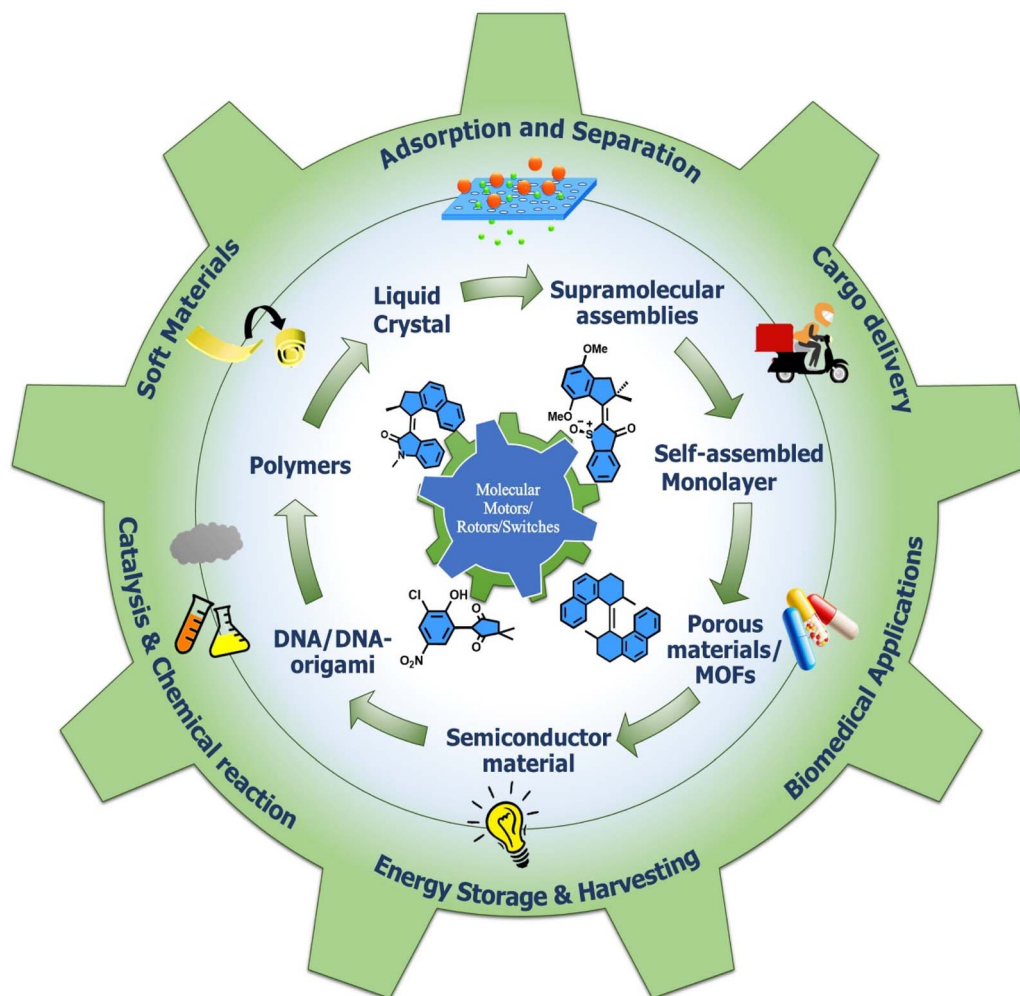 Adsorption and Separation
Cargo delivery
Biomedical Applications
Energy Storage & Harvesting
Catalysis & Chemical reaction
Soft Materials
Liquid
Crystal
Supramolecular
assemblies
Self-assembled
Monolayer
Porous
materials/
MOFs
Semiconductor
material
DNA/DNA-
origami
Polymers
Molecular
Motors/
Rotors/Switches
O
N
OMe
MeO
O
S
− +
O
Cl
OH
O
O
NO₂